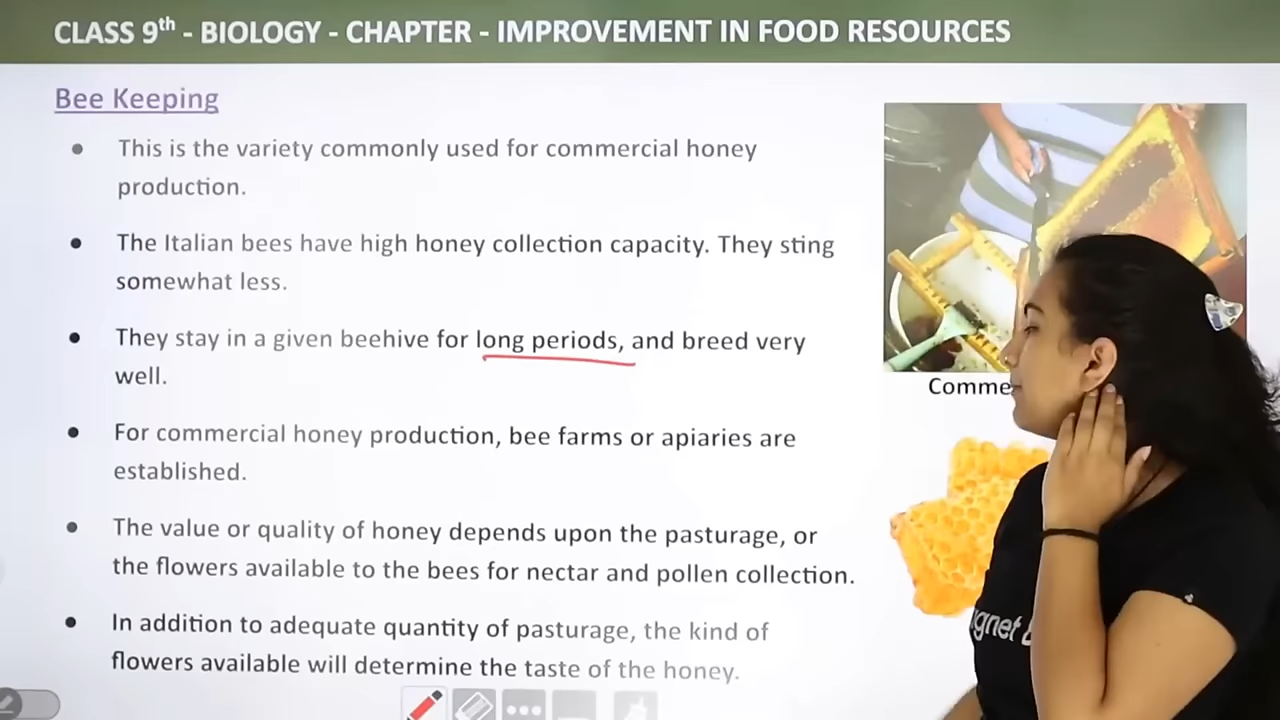 CLASS 9th - BIOLOGY - CHAPTER - IMPROVEMENT IN FOOD RESOURCES
Bee Keeping
• This is the variety commonly used for commercial honey
production.
• The Italian bees have high honey collection capacity. They sting
somewhat less.
• They stay in a given beehive for long periods, and breed very
well.
• For commercial honey production, bee farms or apiaries are
established.
• The value or quality of honey depends upon the pasturage, or
the flowers available to the bees for nectar and pollen collection.
• In addition to adequate quantity of pasturage, the kind of
flowers available will determine the taste of the honey.